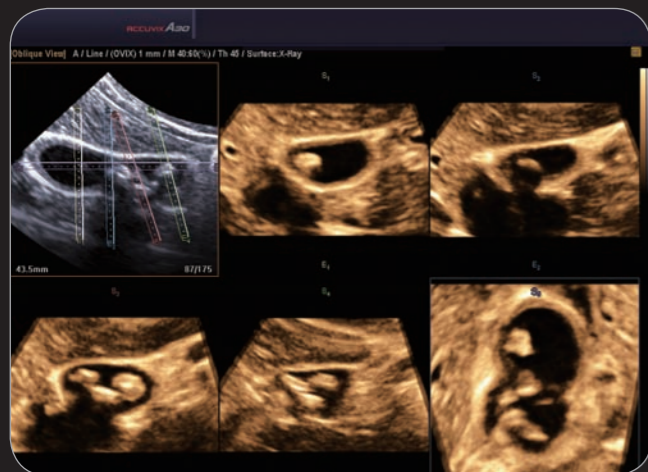 ACCUVIX A30
[Oblique View] A / Line / (OVIX) 1 mm / M 40:60(%) / Th 45 / Surface:X-Ray
S₁
S₂
43.5mm
87/175
S₃
S₄
S₅